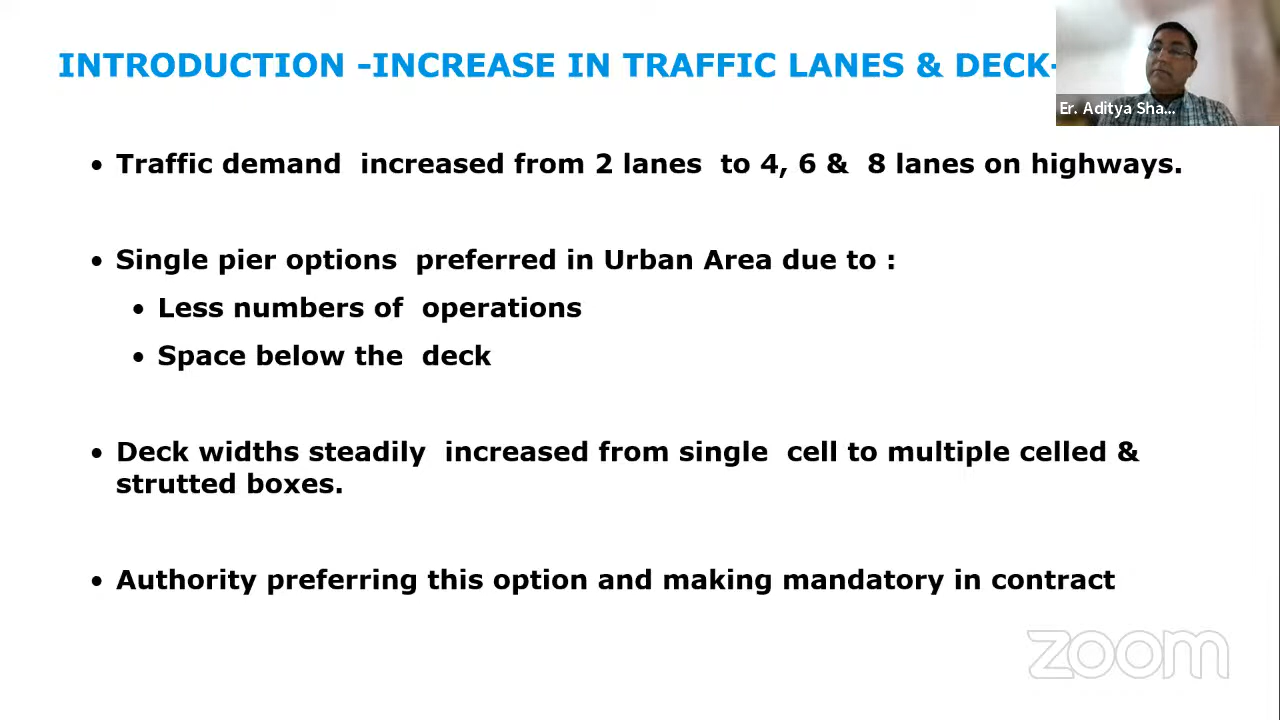 INTRODUCTION -INCREASE IN TRAFFIC LANES & DECK-
Er. Aditya Sha...
• Traffic demand increased from 2 lanes to 4, 6 & 8 lanes on highways.
• Single pier options preferred in Urban Area due to :
• Less numbers of operations
• Space below the deck
• Deck widths steadily increased from single cell to multiple celled &
strutted boxes.
• Authority preferring this option and making mandatory in contract
zoom